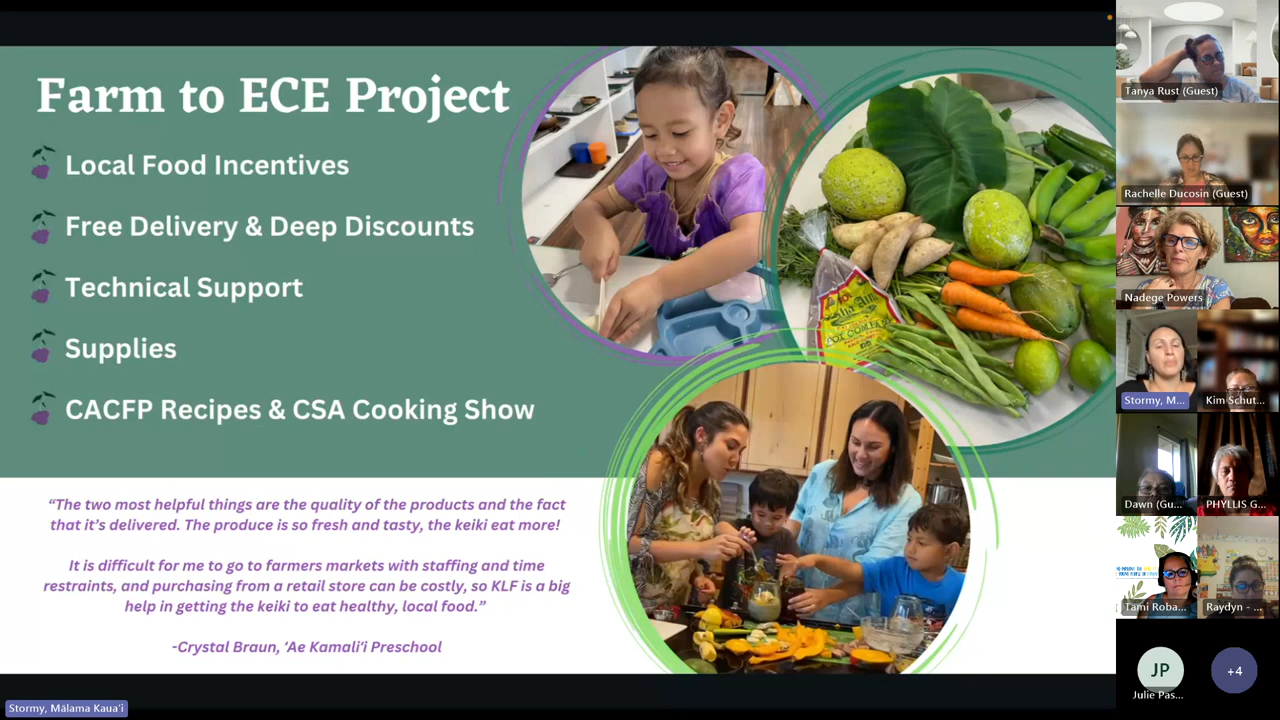 Farm to ECE Project
Local Food Incentives
Free Delivery & Deep Discounts
Technical Support
Supplies
CACFP Recipes & CSA Cooking Show
“The two most helpful things are the quality of the products and the fact
that it’s delivered. The produce is so fresh and tasty, the keiki eat more!
It is difficult for me to go to farmers markets with staffing and time
restraints, and purchasing from a retail store can be costly, so KLF is a big
help in getting the keiki to eat healthy, local food.”
-Crystal Braun, ‘Ae Kamali‘i Preschool
Stormy, Mālama Kaua'i
Tanya Rust (Guest)
Rachelle Ducosin (Guest)
Nadege Powers
Stormy, M...
Kim Schut...
Dawn (Gu...
PHYLLIS G...
Tami Roba...
Raydyn - ...
JP
Julie Pas...
+4